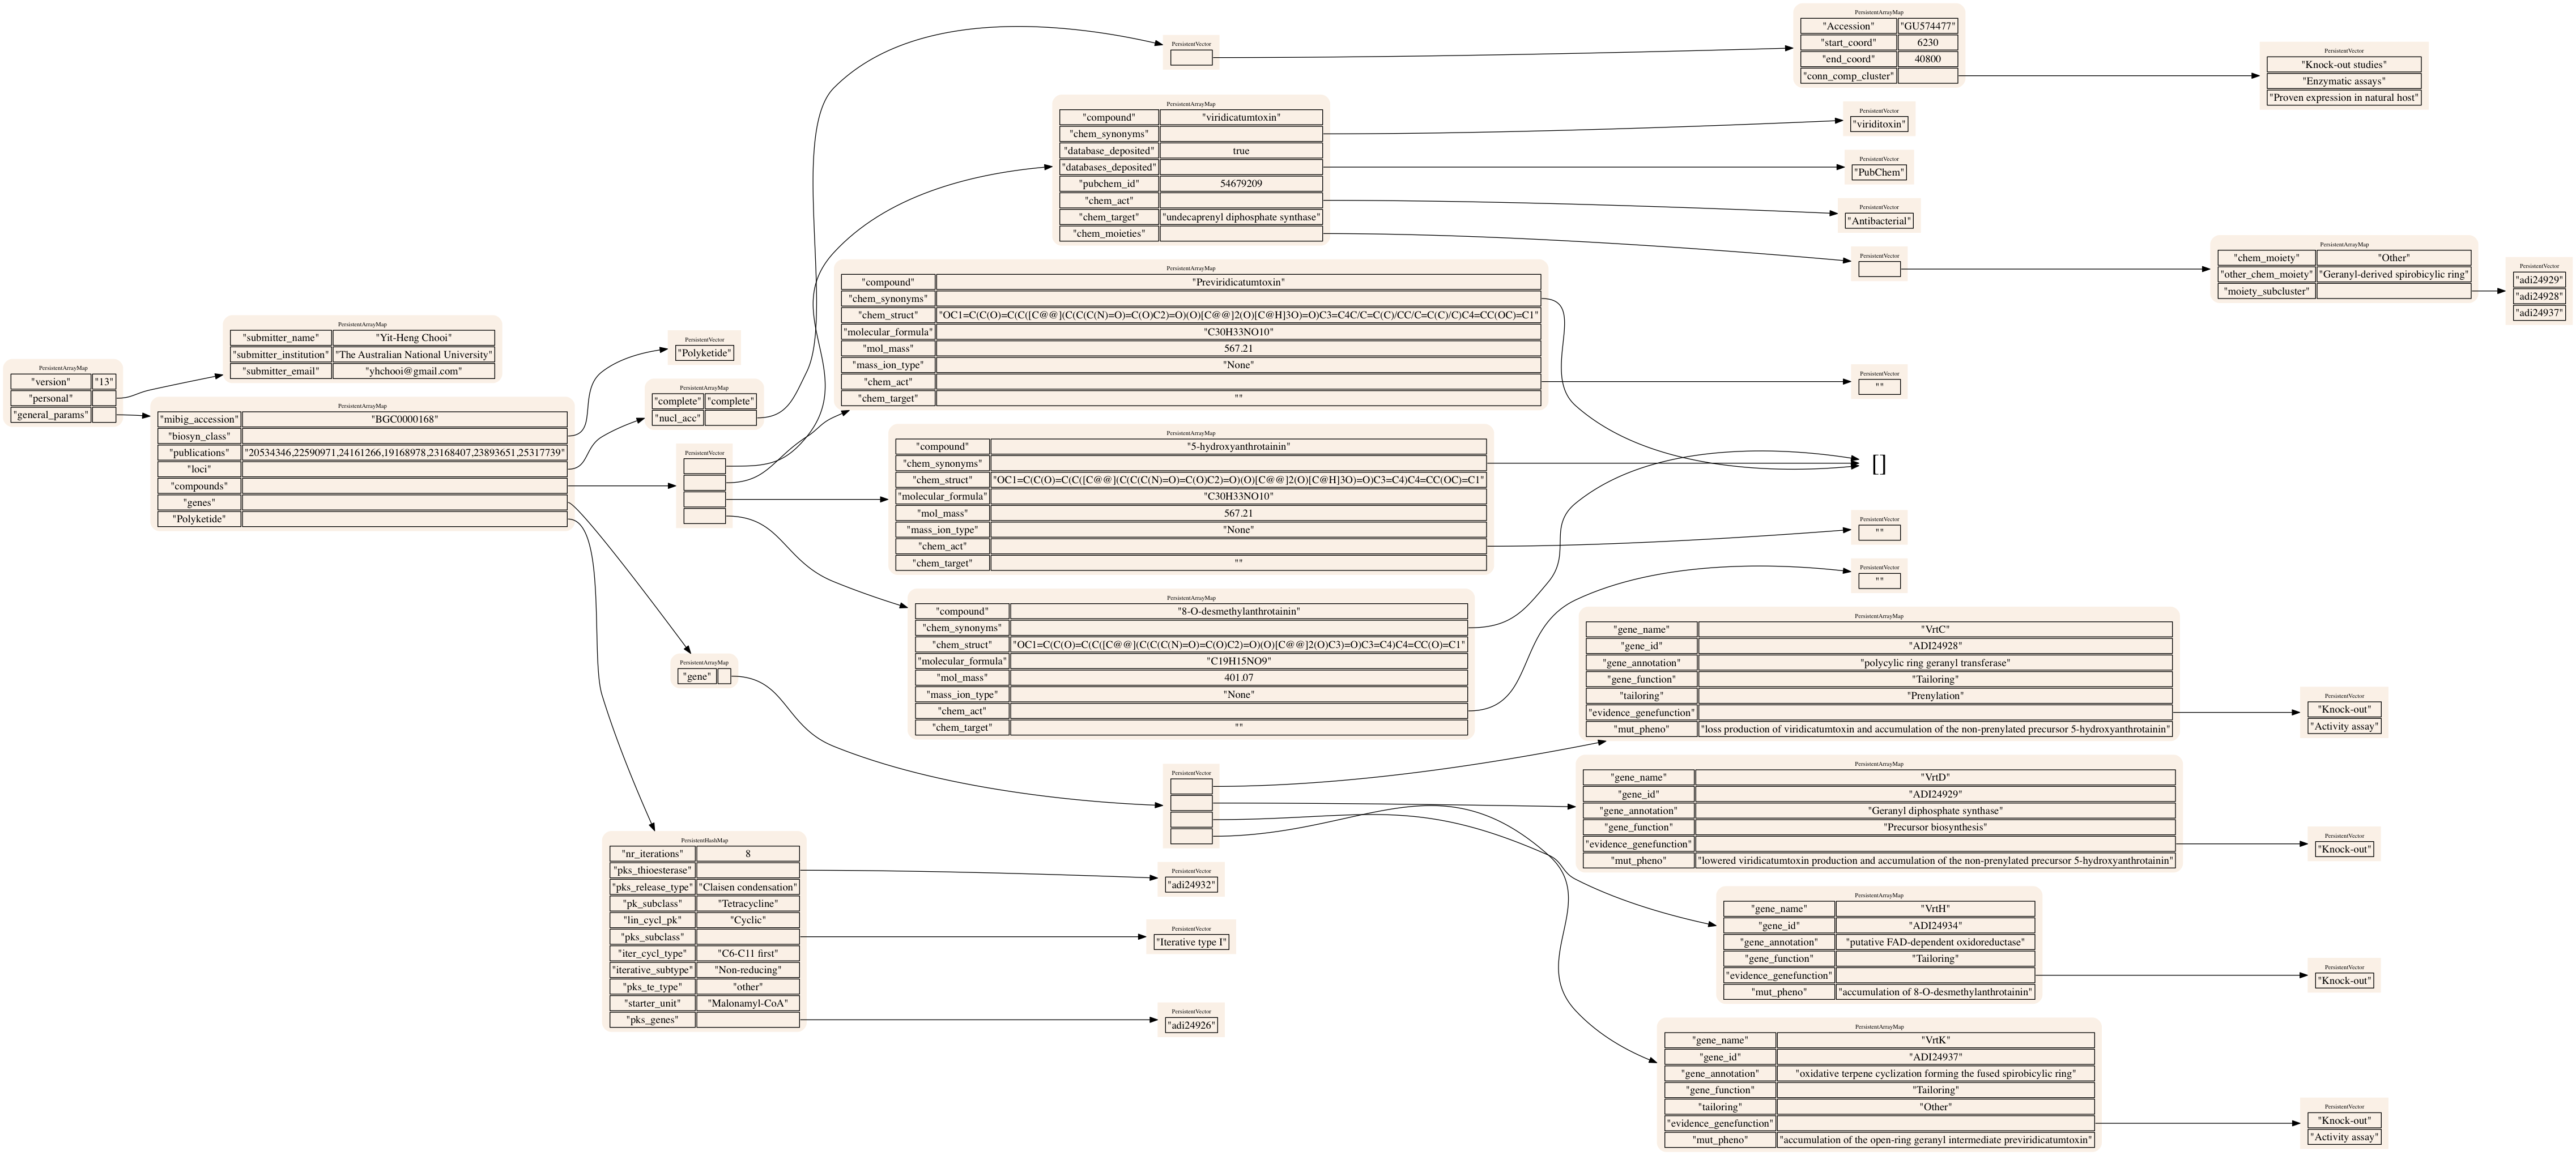 PersistentArrayMap
"version" "13"
"personal"
"general_params"
PersistentArrayMap
"submitter_name" "Yit-Heng Chooi"
"submitter_institution" "The Australian National University"
"submitter_email" "yhchooi@gmail.com"
PersistentArrayMap
"mibig_accession" "BGC0000168"
"biosyn_class"
"publications" "20534346,22590971,24161266,19168978,23168407,23893651,25317739"
"loci"
"compounds"
"genes"
"Polyketide"
PersistentVector
"Polyketide"
PersistentArrayMap
"complete" "complete"
"nucl_acc"
PersistentVector
PersistentArrayMap
"gene"
PersistentHashMap
"nr_iterations" 8
"pks_thioesterase"
"pks_release_type" "Claisen condensation"
"pk_subclass" "Tetracycline"
"lin_cycl_pk" "Cyclic"
"pks_subclass"
"iter_cycl_type" "C6-C11 first"
"iterative_subtype" "Non-reducing"
"pks_te_type" "other"
"starter_unit" "Malonamyl-CoA"
"pks_genes"
PersistentVector
PersistentArrayMap
"compound" "viridicatumtoxin"
"chem_synonyms"
"database_deposited" true
"databases_deposited"
"pubchem_id" 54679209
"chem_act"
"chem_target" "undecaprenyl diphosphate synthase"
"chem_moieties"
PersistentArrayMap
"compound" "Previridicatumtoxin"
"chem_synonyms"
"chem_struct" "OC1=C(C(O)=C(C([C@@](C(C(C(N)=O)=C(O)C2)=O)(O)[C@@]2(O)[C@H]3O)=O)C3=C4C/C=C(C)/CC/C=C(C)/C)C4=CC(OC)=C1"
"molecular_formula" "C30H33NO10"
"mol_mass" 567.21
"mass_ion_type" "None"
"chem_act"
"chem_target" ""
PersistentArrayMap
"compound" "5-hydroxyanthrotainin"
"chem_synonyms"
"chem_struct" "OC1=C(C(O)=C(C([C@@](C(C(C(N)=O)=C(O)C2)=O)(O)[C@@]2(O)[C@H]3O)=O)C3=C4)C4=CC(OC)=C1"
"molecular_formula" "C30H33NO10"
"mol_mass" 567.21
"mass_ion_type" "None"
"chem_act"
"chem_target" ""
PersistentArrayMap
"compound" "8-O-desmethylanthrotainin"
"chem_synonyms"
"chem_struct" "OC1=C(C(O)=C(C([C@@](C(C(C(N)=O)=C(O)C2)=O)(O)[C@@]2(O)C3)=O)C3=C4)C4=CC(O)=C1"
"molecular_formula" "C19H15NO9"
"mol_mass" 401.07
"mass_ion_type" "None"
"chem_act"
"chem_target" ""
PersistentVector
PersistentVector
"adi24932"
PersistentVector
"Iterative type I"
PersistentVector
"adi24926"
PersistentArrayMap
"Accession" "GU574477"
"start_coord" 6230
"end_coord" 40800
"conn_comp_cluster"
PersistentVector
"viriditoxin"
PersistentVector
"PubChem"
PersistentVector
"Antibacterial"
PersistentVector
PersistentVector
""
[]
PersistentVector
""
PersistentVector
""
PersistentArrayMap
"gene_name" "VrtC"
"gene_id" "ADI24928"
"gene_annotation" "polycylic ring geranyl transferase"
"gene_function" "Tailoring"
"tailoring" "Prenylation"
"evidence_genefunction"
"mut_pheno" "loss production of viridicatumtoxin and accumulation of the non-prenylated precursor 5-hydroxyanthrotainin"
PersistentArrayMap
"gene_name" "VrtD"
"gene_id" "ADI24929"
"gene_annotation" "Geranyl diphosphate synthase"
"gene_function" "Precursor biosynthesis"
"evidence_genefunction"
"mut_pheno" "lowered viridicatumtoxin production and accumulation of the non-prenylated precursor 5-hydroxyanthrotainin"
PersistentArrayMap
"gene_name" "VrtH"
"gene_id" "ADI24934"
"gene_annotation" "putative FAD-dependent oxidoreductase"
"gene_function" "Tailoring"
"evidence_genefunction"
"mut_pheno" "accumulation of 8-O-desmethylanthrotainin"
PersistentArrayMap
"gene_name" "VrtK"
"gene_id" "ADI24937"
"gene_annotation" "oxidative terpene cyclization forming the fused spirobicylic ring"
"gene_function" "Tailoring"
"tailoring" "Other"
"evidence_genefunction"
"mut_pheno" "accumulation of the open-ring geranyl intermediate previridicatumtoxin"
PersistentVector
"Knock-out studies"
"Enzymatic assays"
"Proven expression in natural host"
PersistentArrayMap
"chem_moiety" "Other"
"other_chem_moiety" "Geranyl-derived spirobicylic ring"
"moiety_subcluster"
PersistentVector
"adi24929"
"adi24928"
"adi24937"
PersistentVector
"Knock-out"
"Activity assay"
PersistentVector
"Knock-out"
PersistentVector
"Knock-out"
PersistentVector
"Knock-out"
"Activity assay"